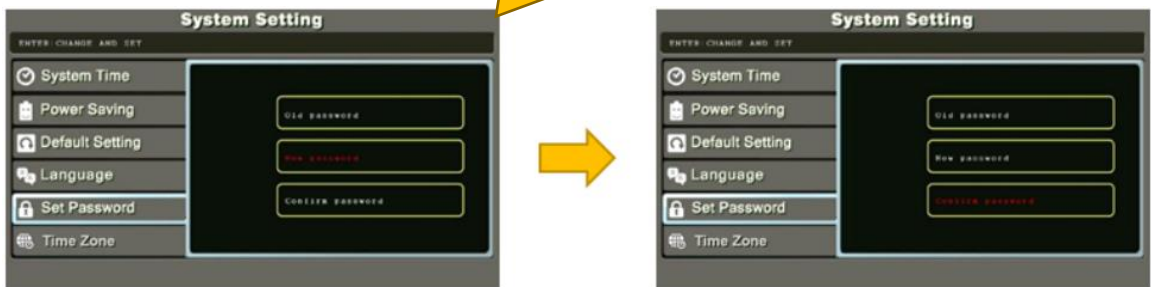 System Setting
ENTER:CHANGE AND SET
System Time
Power Saving
Default Setting
Language
Set Password
Time Zone
Old password
New password
Confirm password
System Setting
ENTER:CHANGE AND SET
System Time
Power Saving
Default Setting
Language
Set Password
Time Zone
Old password
New password
Confirm password